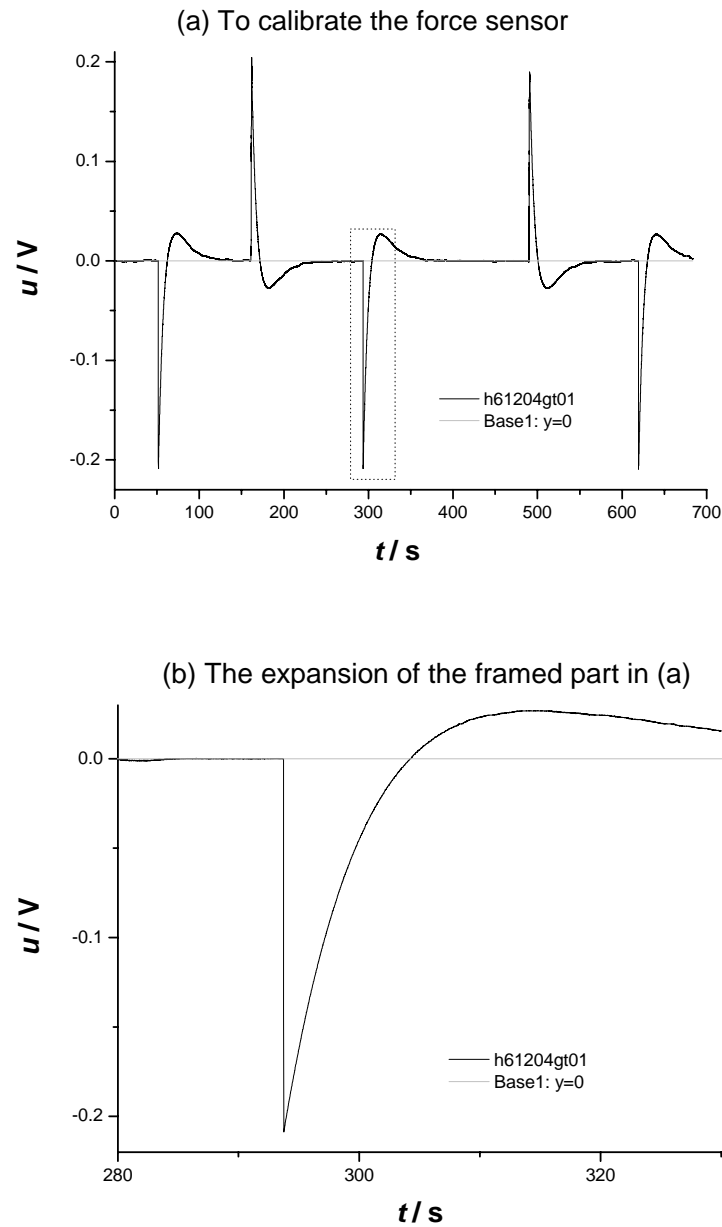 (a) To calibrate the force sensor
0.2
0.1
0.0
-0.1
-0.2
u / V
h61204gt01
Base1: y=0
0 100 200 300 400 500 600 700
t / s
(b) The expansion of the framed part in (a)
0.0
-0.1
-0.2
u / V
h61204gt01
Base1: y=0
280 300 320
t / s